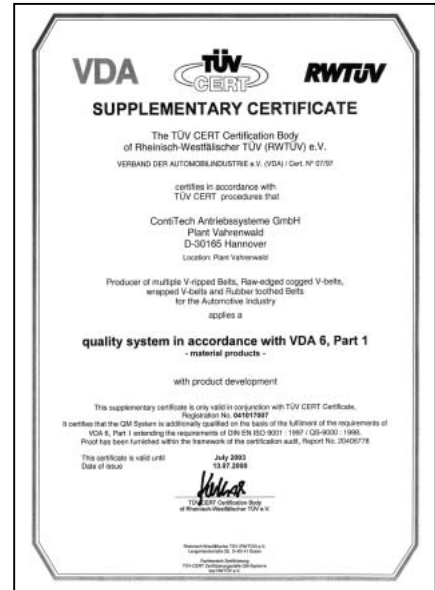 VDA
TÜV
CERT
RWTÜV
SUPPLEMENTARY CERTIFICATE
The TÜV CERT Certification Body
of Rheinisch-Westfälischer TÜV (RWTÜV) e.V.
VERBAND DER AUTOMOBILINDUSTRIE e.V. (VDA) / Cert. N° 07/97
certifies in accordance with
TÜV CERT procedures that
ContiTech Antriebssysteme GmbH
Plant Vahrenwald
D-30165 Hannover
Location: Plant Vahrenwald
Producer of multiple V-ripped Belts, Raw-edged cogged V-belts,
wrapped V-belts and Rubber toothed Belts
for the Automotive Industry
applies a
quality system in accordance with VDA 6, Part 1
- material products -
with product development
This supplementary certificate is only valid in conjunction with TÜV CERT Certificate,
Registration No. 041017007
It certifies that the QM System is additionally qualified on the basis of the fulfilment of the requirements of
VDA 6, Part 1 extending the requirements of DIN EN ISO 9001 : 1997 / QS-9000 : 1998.
Proof has been furnished within the framework of the certification audit, Report No. 20406778
This certificate is valid until July 2003
Date of issue 13.07.2000
TÜV CERT Certification Body
of Rheinisch-Westfälischer TÜV (RWTÜV) e.V.
Rheinisch-Westfälischer TÜV (RWTÜV) e.V.